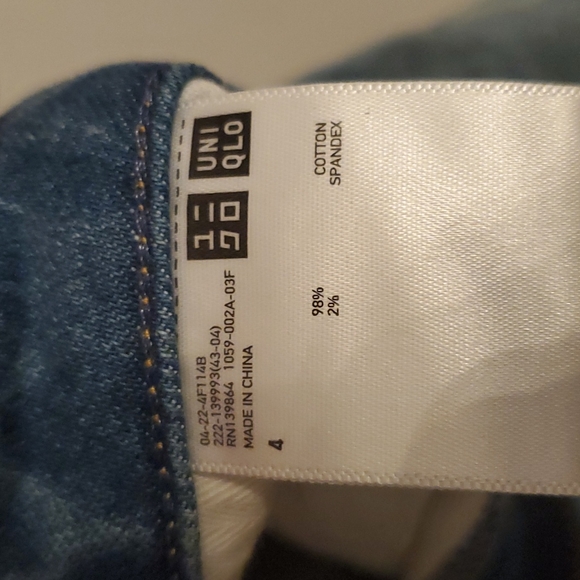 UNI
QLO
ユニ
クロ
04-22-4F114B
222-139993(43-04)
RN139864 1059-002A-03F
MADE IN CHINA
4
COTTON 98%
SPANDEX 2%